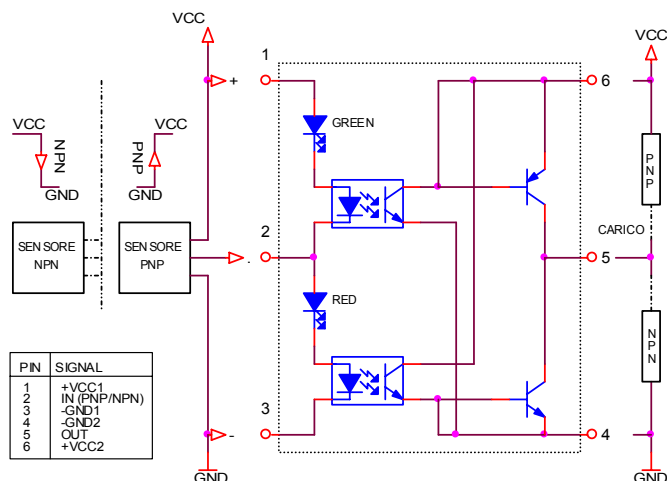 VCC
VCC
1
+
6
GREEN
VCC
NPN
GND
VCC
PNP
GND
PNP
2
SENSORE
NPN
SENSORE
PNP
.
CARICO
5
RED
NPN
PIN SIGNAL
1 +VCC1
2 IN (PNP/NPN)
3 -GND1
4 -GND2
5 OUT
6 +VCC2
3
-
4
GND
GND